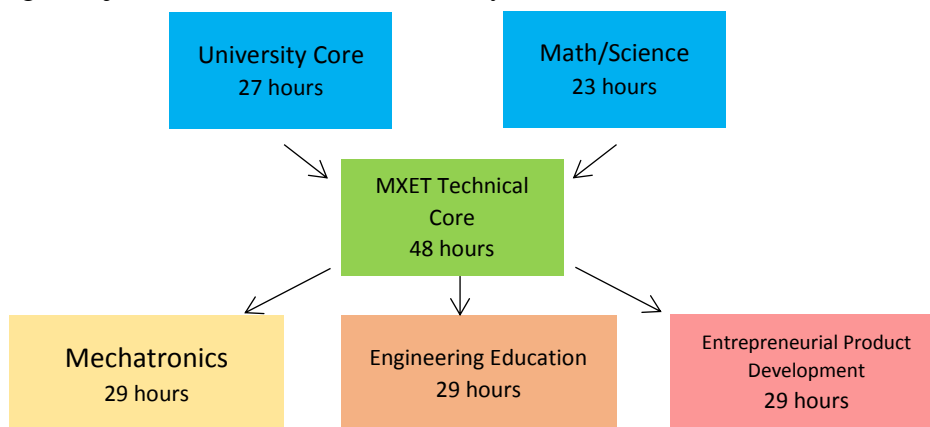 University Core
27 hours
Math/Science
23 hours
MXET Technical
Core
48 hours
Mechatronics
29 hours
Engineering Education
29 hours
Entrepreneurial Product
Development
29 hours